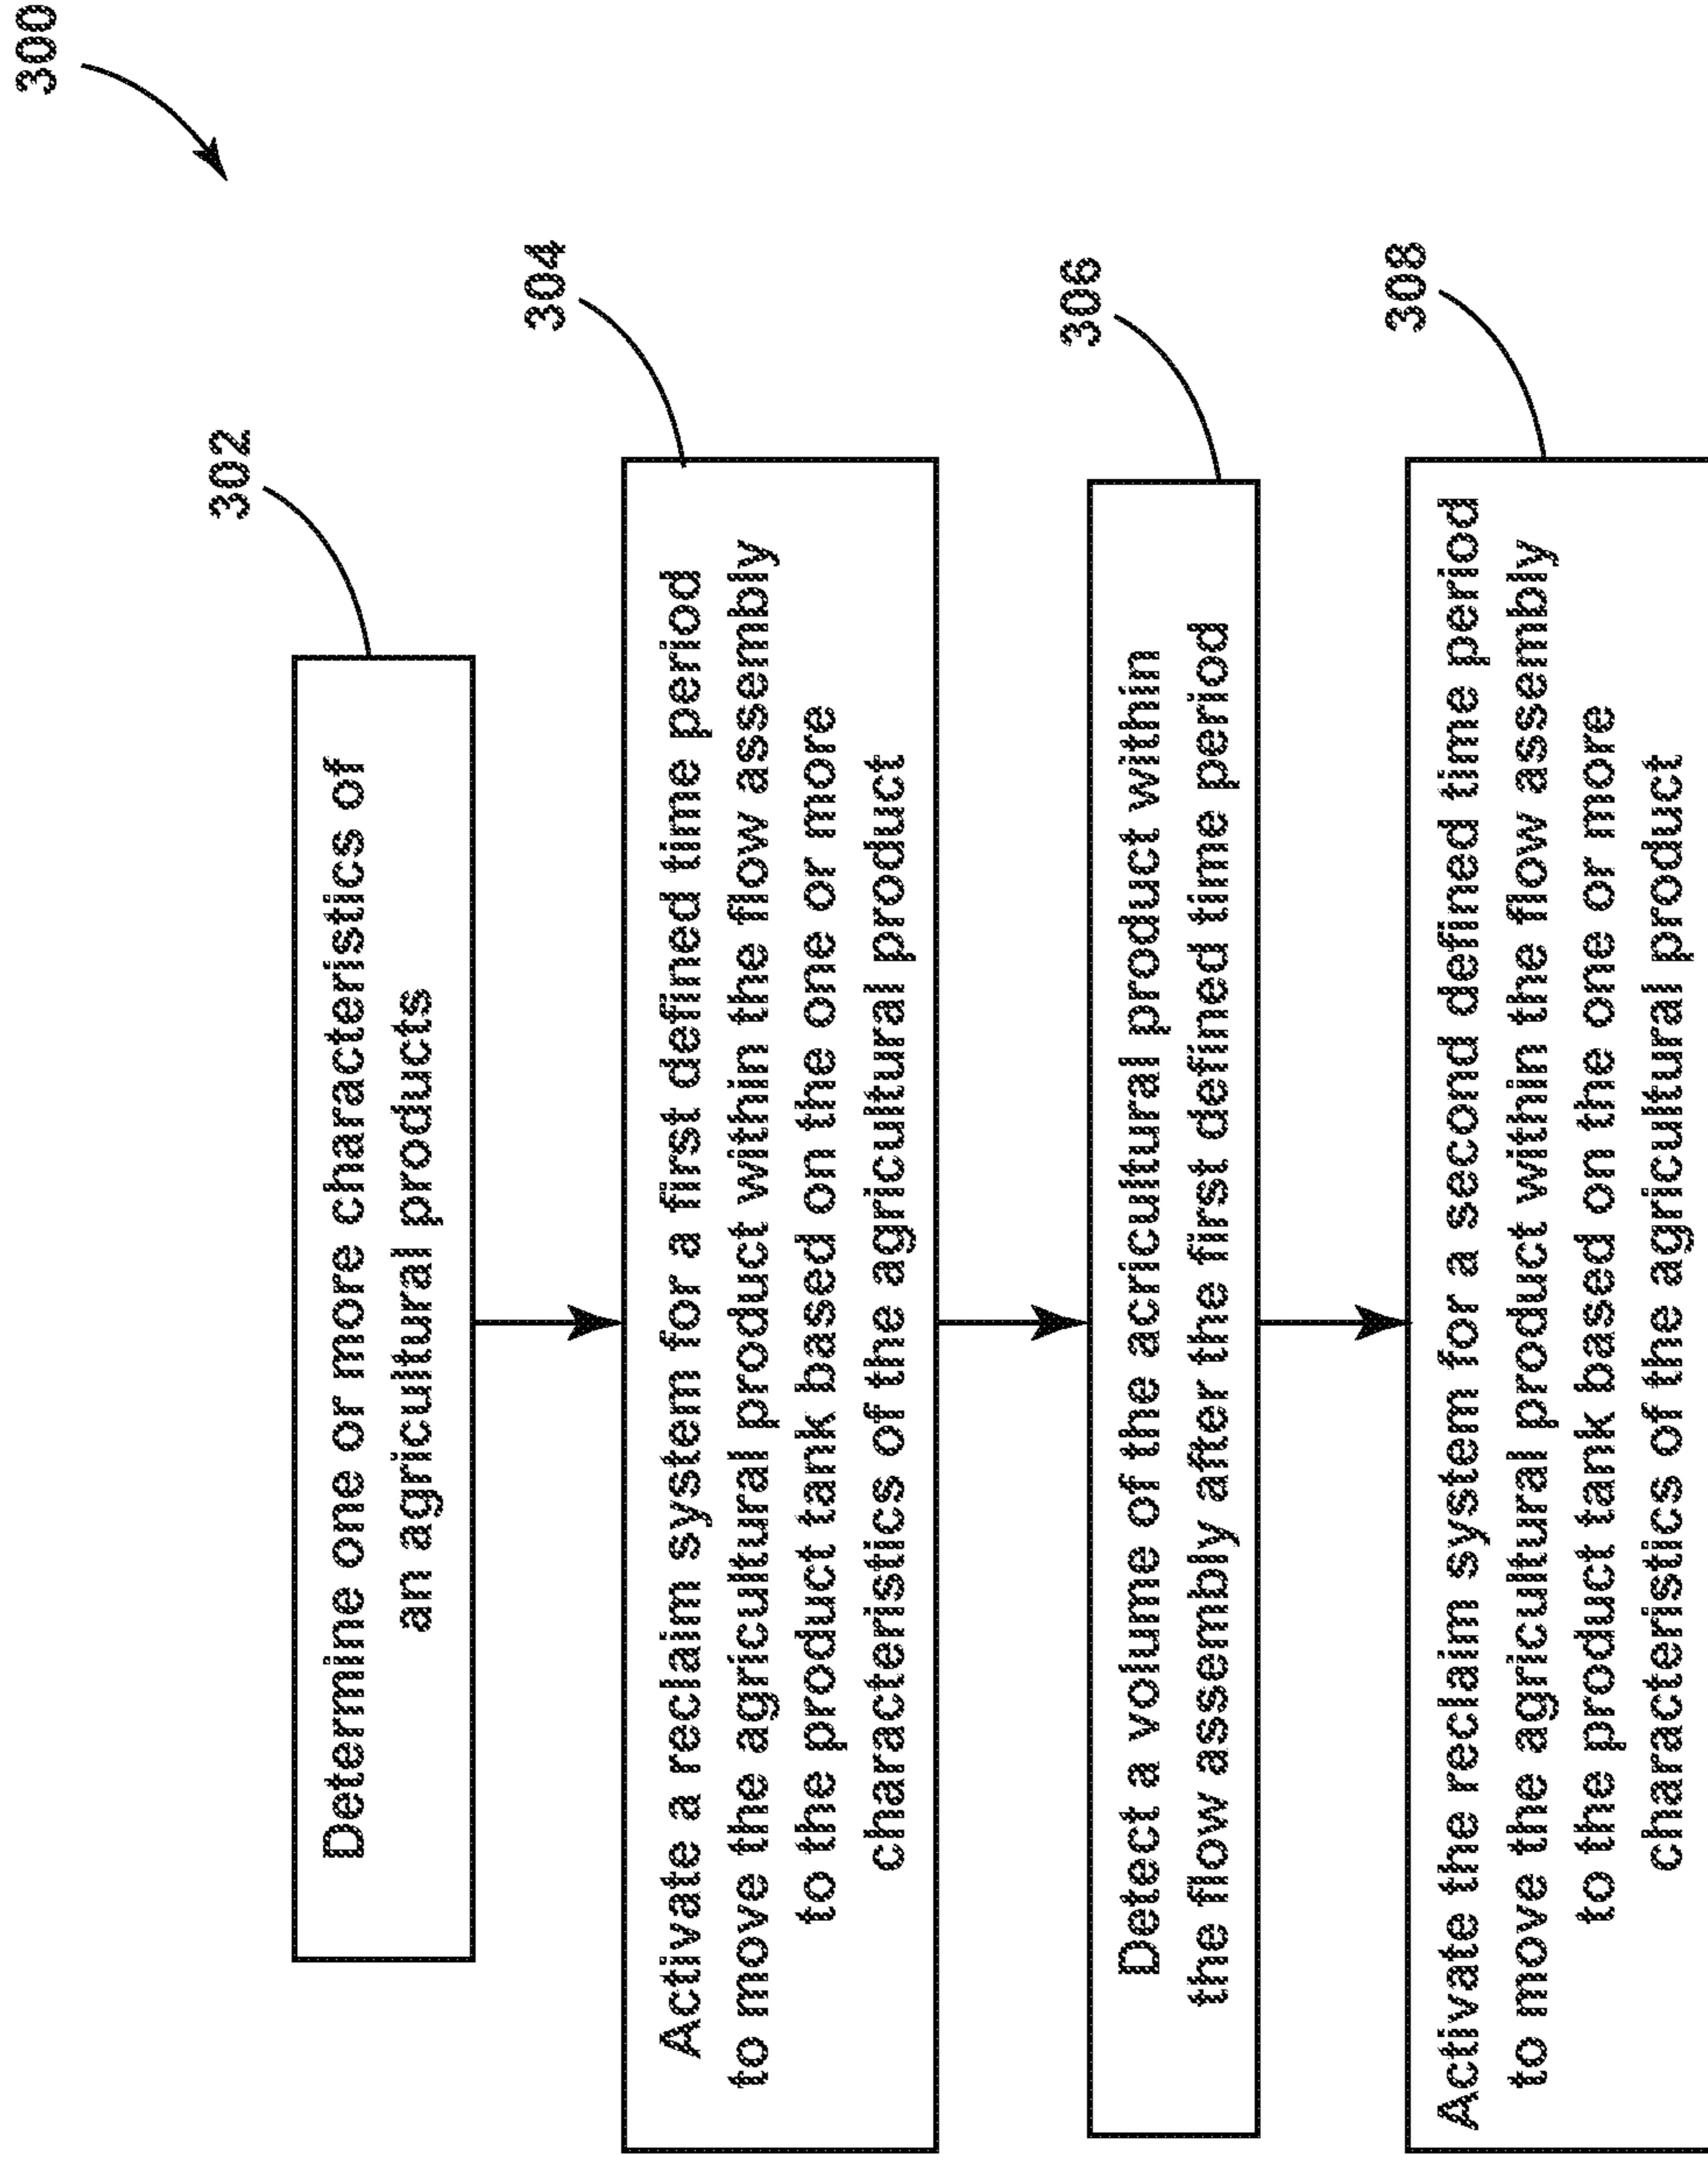 300
302
Determine one or more characteristics of
an agricultural products
304
Activate a reclaim system for a first defined time period
to move the agricultural product within the flow assembly
to the product tank based on the one or more
characteristics of the agricultural product
306
Detect a volume of the acricultural product within
the flow assembly after the first defined time period
308
Activate the reclaim system for a second defined time period
to move the agricultural product within the flow assembly
to the product tank based on the one or more
characteristics of the agricultural product